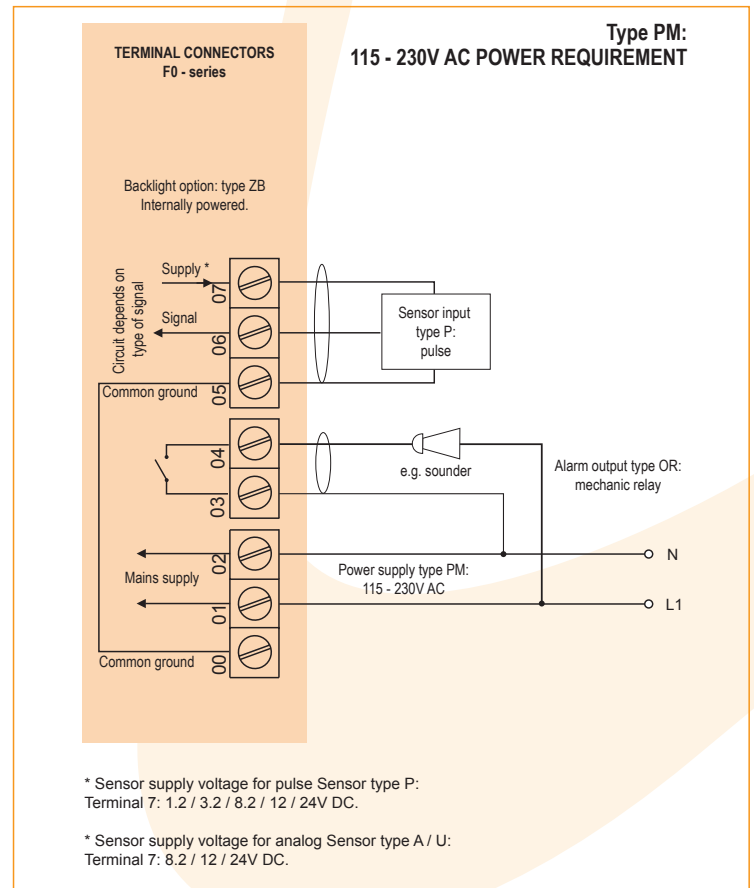 Type PM:
115 - 230V AC POWER REQUIREMENT
TERMINAL CONNECTORS
F0 - series
Backlight option: type ZB
Internally powered.
Circuit depends on
type of signal
Supply *
07
Signal
06
Common ground
05
Sensor input
type P:
pulse
04
03
e.g. sounder
Alarm output type OR:
mechanic relay
02
Mains supply
01
Power supply type PM:
115 - 230V AC
N
L1
Common ground
00
* Sensor supply voltage for pulse Sensor type P:
Terminal 7: 1.2 / 3.2 / 8.2 / 12 / 24V DC.
* Sensor supply voltage for analog Sensor type A / U:
Terminal 7: 8.2 / 12 / 24V DC.